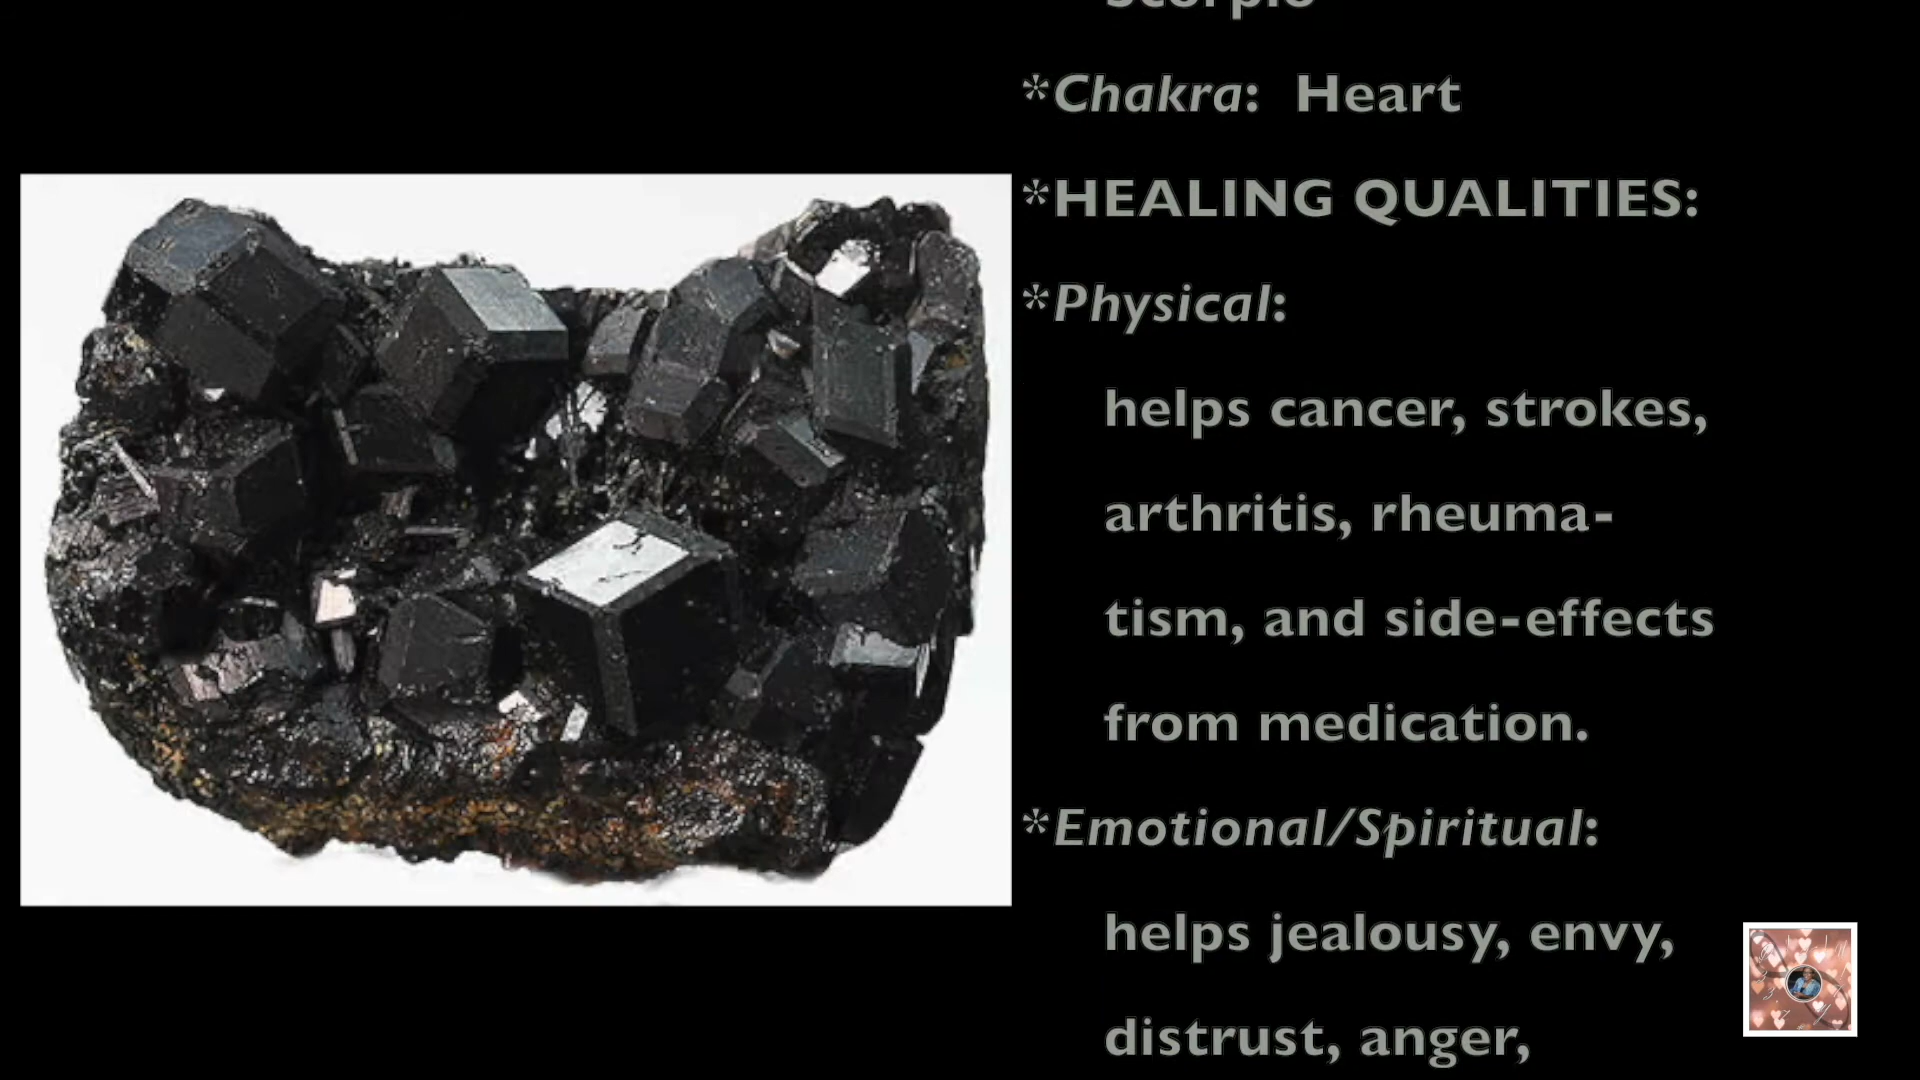 Scorpio
*Chakra:  Heart
*HEALING QUALITIES:
*Physical:
helps cancer, strokes,
arthritis, rheuma-
tism, and side-effects
from medication.
*Emotional/Spiritual:
helps jealousy, envy,
distrust, anger,